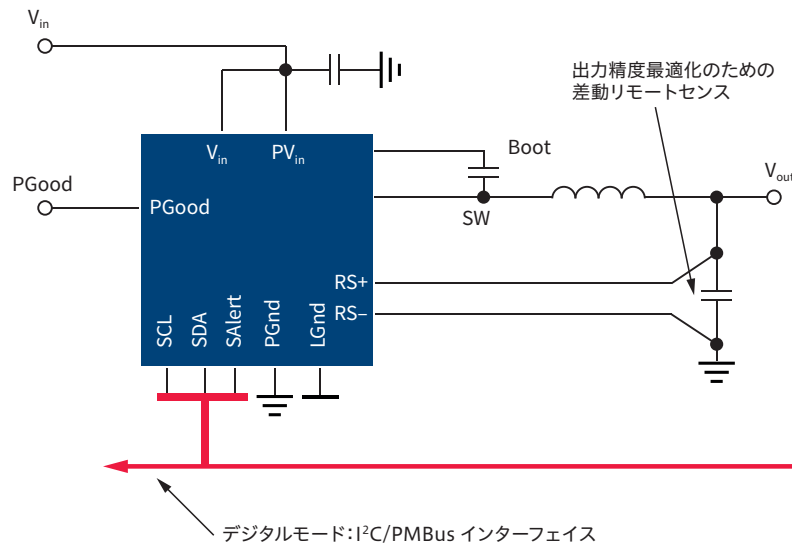 Vin
出力精度最適化のための
差動リモートセンス
Vin
PVin
Boot
Vout
PGood
PGood
SW
RS+
RS–
SCL
SDA
SAlert
PGnd
LGnd
デジタルモード：I²C/PMBus インターフェイス